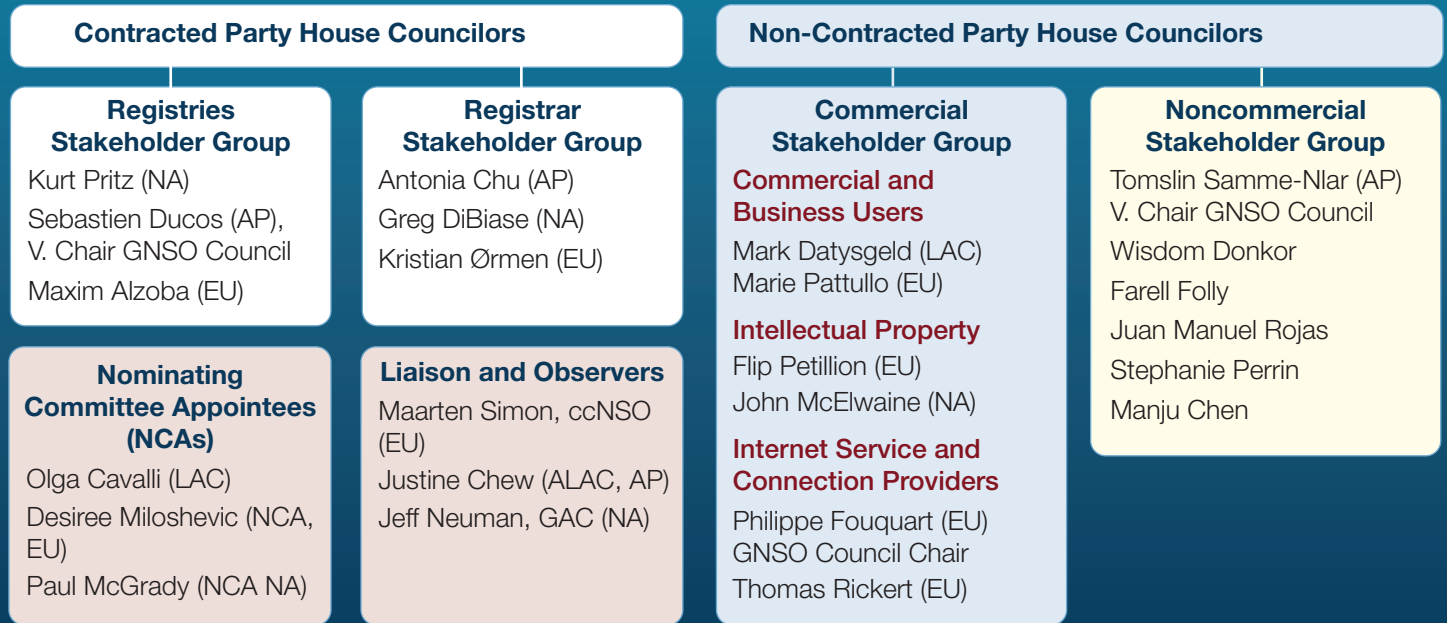 Contracted Party House Councilors
Registries
Stakeholder Group
Kurt Pritz (NA)
Sebastien Ducos (AP),
V. Chair GNSO Council
Maxim Alzoba (EU)
Registrar
Stakeholder Group
Antonia Chu (AP)
Greg DiBiase (NA)
Kristian Ørmen (EU)
Nominating
Committee Appointees
(NCAs)
Olga Cavalli (LAC)
Desiree Miloshevic (NCA,
EU)
Paul McGrady (NCA NA)
Liaison and Observers
Maarten Simon, ccNSO
(EU)
Justine Chew (ALAC, AP)
Jeff Neuman, GAC (NA)
Non-Contracted Party House Councilors
Commercial
Stakeholder Group
Commercial and
Business Users
Mark Datysgeld (LAC)
Marie Pattullo (EU)
Intellectual Property
Flip Petillion (EU)
John McElwaine (NA)
Internet Service and
Connection Providers
Philippe Fouquart (EU)
GNSO Council Chair
Thomas Rickert (EU)
Noncommercial
Stakeholder Group
Tomslin Samme-Nlar (AP)
V. Chair GNSO Council
Wisdom Donkor
Farell Folly
Juan Manuel Rojas
Stephanie Perrin
Manju Chen